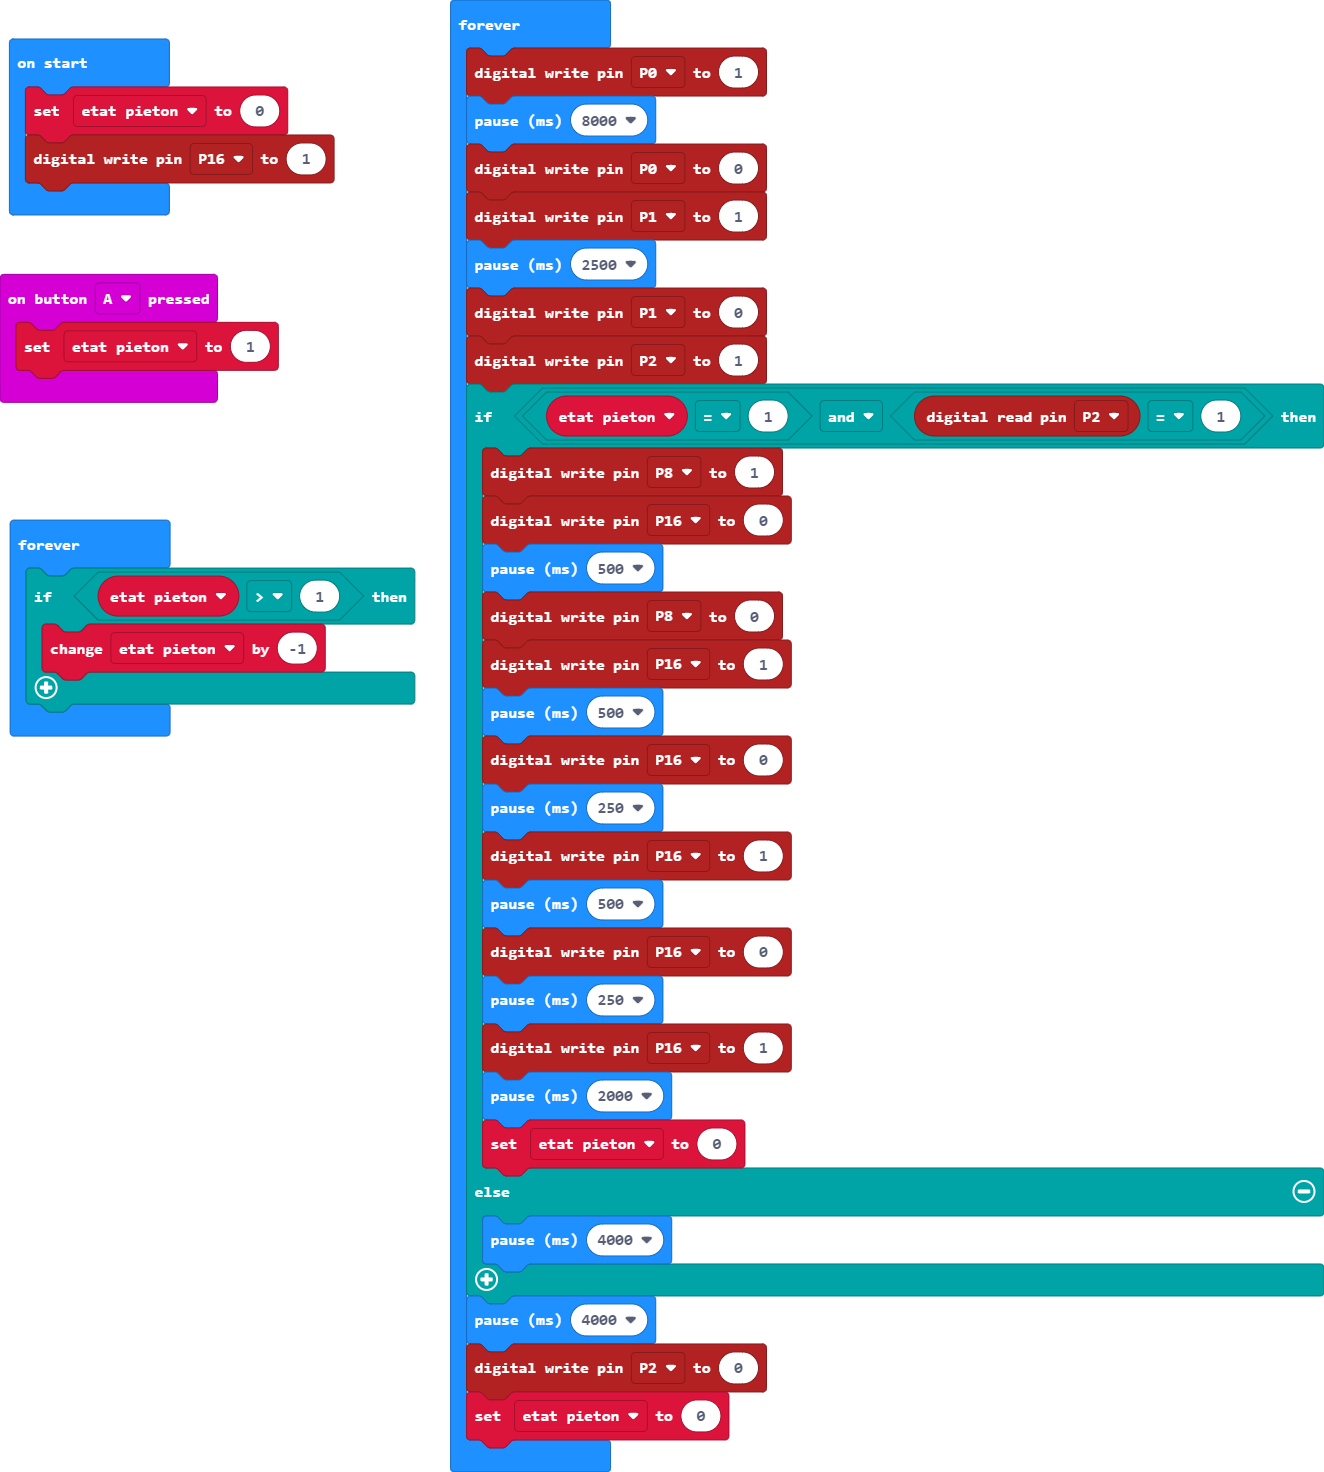 on start
set etat pieton to 0
digital write pin P16 to 1
on button A pressed
set etat pieton to 1
forever
if etat pieton > 1 then
change etat pieton by -1
forever
digital write pin P0 to 1
pause (ms) 8000
digital write pin P0 to 0
digital write pin P1 to 1
pause (ms) 2500
digital write pin P1 to 0
digital write pin P2 to 1
if etat pieton = 1 and digital read pin P2 = 1 then
digital write pin P8 to 1
digital write pin P16 to 0
pause (ms) 500
digital write pin P8 to 0
digital write pin P16 to 1
pause (ms) 500
digital write pin P16 to 0
pause (ms) 250
digital write pin P16 to 1
pause (ms) 500
digital write pin P16 to 0
pause (ms) 250
digital write pin P16 to 1
pause (ms) 2000
set etat pieton to 0
else
pause (ms) 4000
pause (ms) 4000
digital write pin P2 to 0
set etat pieton to 0